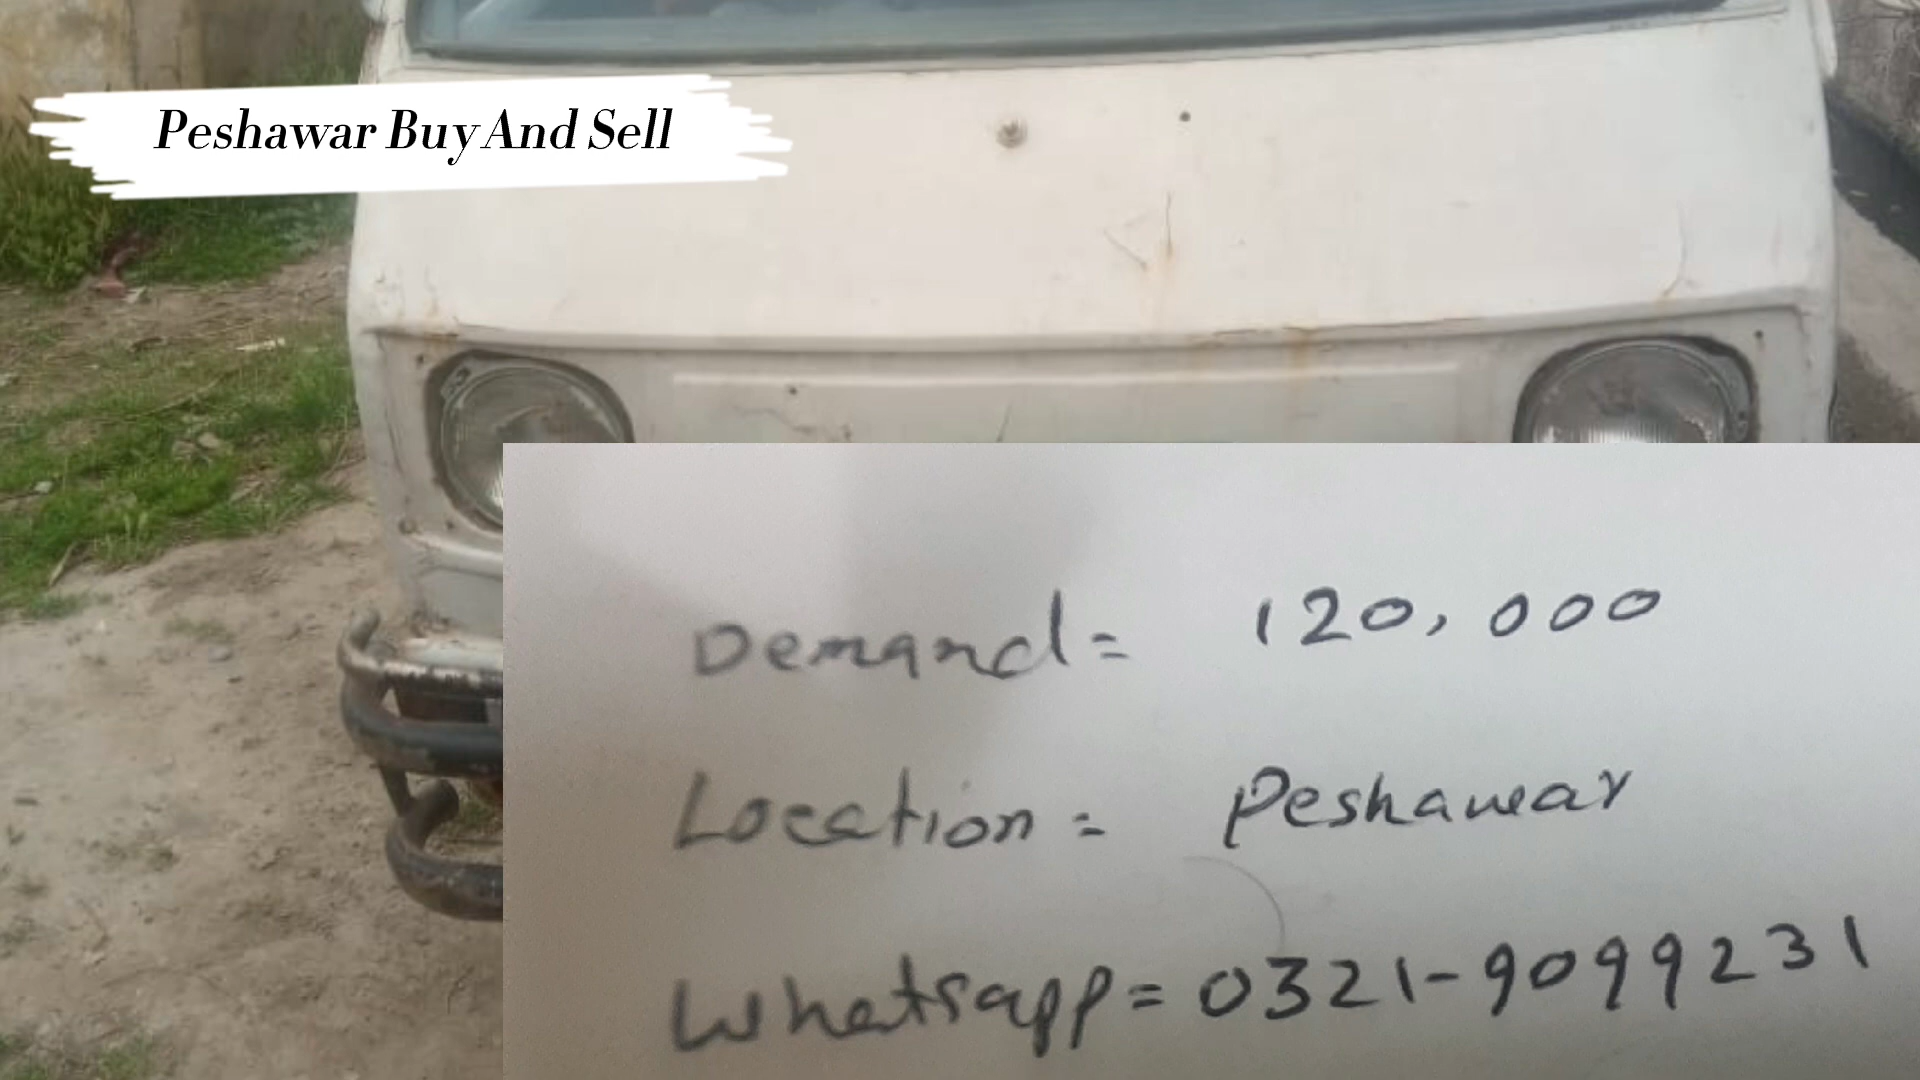 Peshawar Buy And Sell
Demand = 120,000
Location = Peshawar
Whatsapp = 0321-9099231